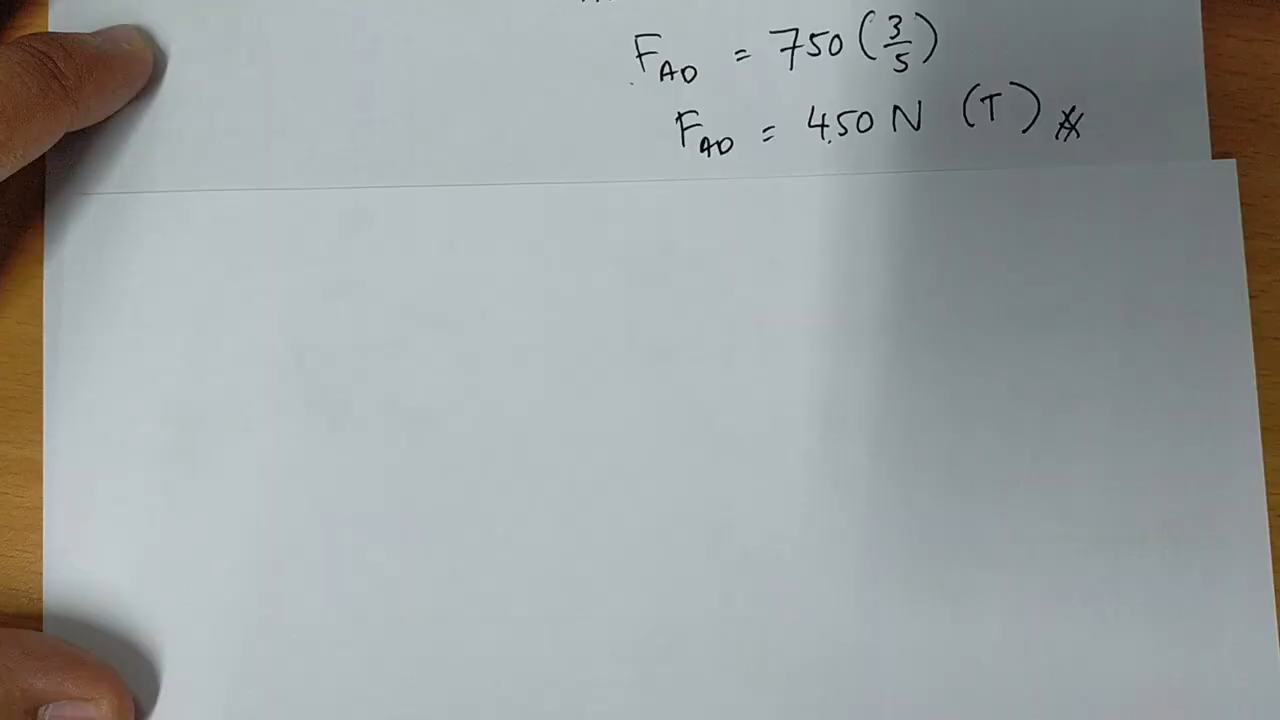 F_AD = 750 (3/5)
F_AD = 450 N (T)